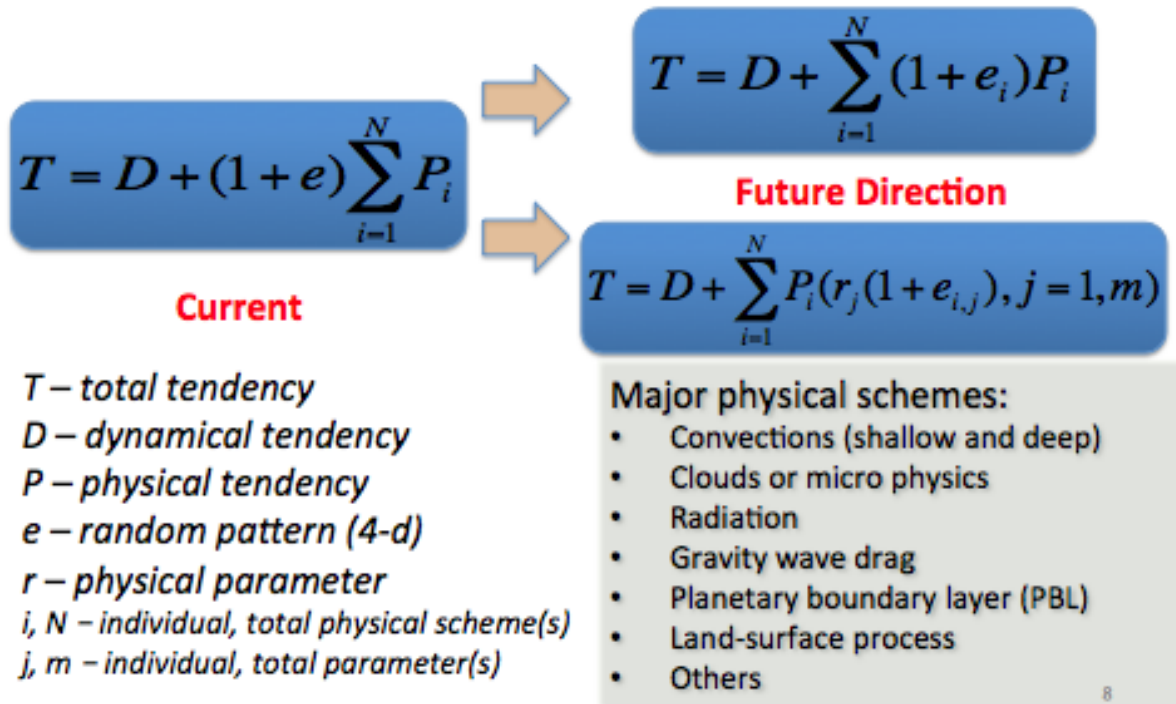 T = D + (1 + e) \sum_{i=1}^{N} P_i
Current
T = D + \sum_{i=1}^{N} (1 + e_i) P_i
Future Direction
T = D + \sum_{i=1}^{N} P_i(r_j(1 + e_{i,j}), j = 1, m)
T – total tendency
D – dynamical tendency
P – physical tendency
e – random pattern (4-d)
r – physical parameter
i, N – individual, total physical scheme(s)
j, m – individual, total parameter(s)
Major physical schemes:
• Convections (shallow and deep)
• Clouds or micro physics
• Radiation
• Gravity wave drag
• Planetary boundary layer (PBL)
• Land-surface process
• Others
8